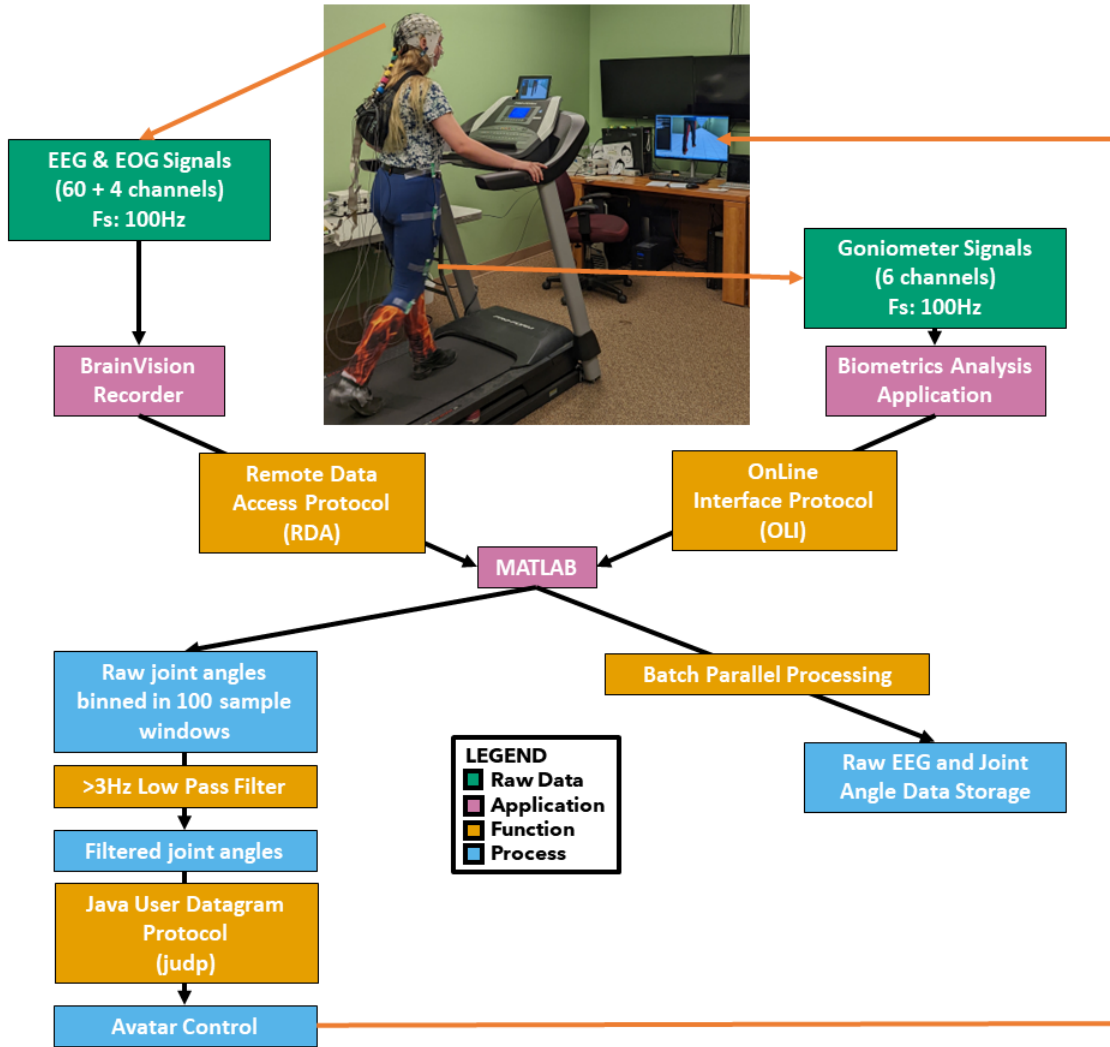 EEG & EOG Signals
(60 + 4 channels)
Fs: 100Hz
Goniometer Signals
(6 channels)
Fs: 100Hz
BrainVision
Recorder
Biometrics Analysis
Application
Remote Data
Access Protocol
(RDA)
OnLine
Interface Protocol
(OLI)
MATLAB
Raw joint angles
binned in 100 sample
windows
Batch Parallel Processing
>3Hz Low Pass Filter
Filtered joint angles
Java User Datagram
Protocol
(judp)
Avatar Control
LEGEND
Raw Data
Application
Function
Process
Raw EEG and Joint
Angle Data Storage
PRO-FORM